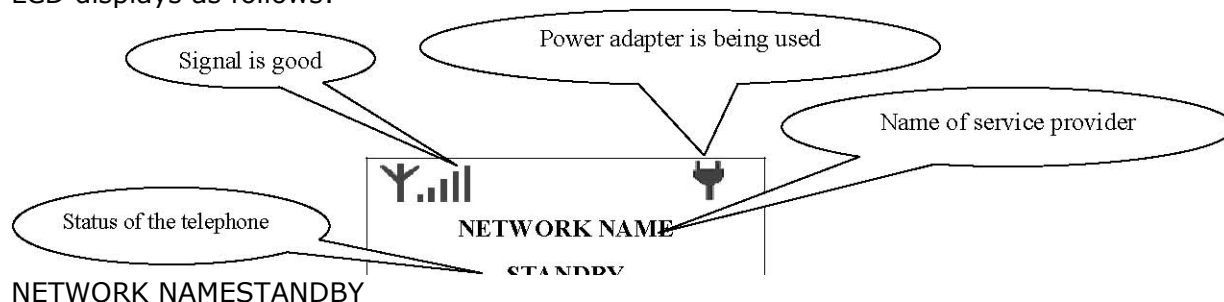 LCD displays as follows:
Power adapter is being used
Signal is good
Name of service provider
Status of the telephone
NETWORK NAME
STANDBY
NETWORK NAMESTANDBY